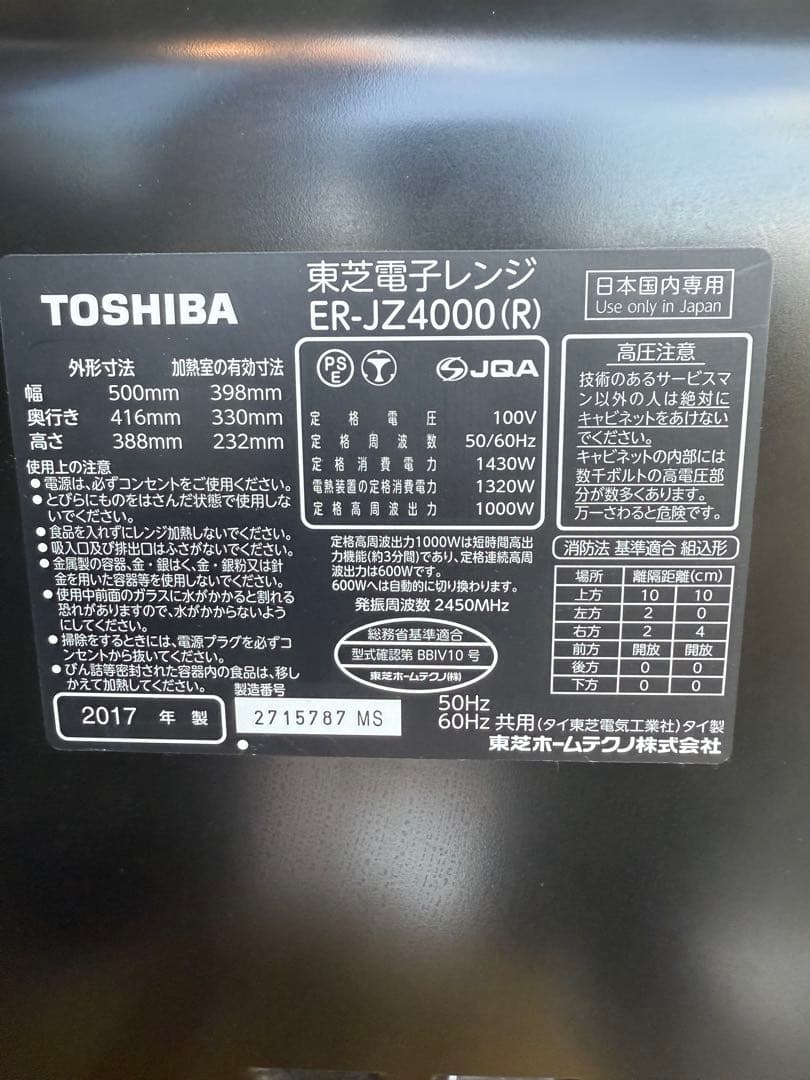 TOSHIBA
東芝電子レンジ
ER-JZ4000(R)
日本国内専用
Use only in Japan
外形寸法 加熱室の有効寸法
幅 500mm 398mm
奥行き 416mm 330mm
高さ 388mm 232mm
使用上の注意
●電源は、必ずコンセントをご使用ください。
●とびらにものをはさんだ状態で使用しな
いでください。
●食品を入れずにレンジ加熱しないでください。
●吸入口及び排出口はふさがないでください。
●金属製の容器、金・銀はく、金・銀粉又は針
金を用いた容器等を使用しないでください。
●使用中前面のガラスに水がかかると割れる
恐れがありますので、水がかからないよう
にしてください。
●掃除をするときには、電源プラグを必ずコ
ンセントから抜いてください。
●びん詰等密封された容器内の食品は、移し
かえて加熱してください。
PS
E
JQA
定格電圧 100V
定格周波数 50/60Hz
定格消費電力 1430W
電熱装置の定格消費電力 1320W
定格高周波出力 1000W
定格高周波出力1000Wは短時間高出
力機能(約3分間)であり、定格連続高周
波出力は600Wです。
600Wへは自動的に切り換わります。
発振周波数 2450MHz
総務省基準適合
型式確認第 BBIV10 号
東芝ホームテクノ(株)
高圧注意
技術のあるサービスマ
ン以外の人は絶対に
キャビネットをあけない
でください。
キャビネットの内部には
数千ボルトの高電圧部
分が数多くあります。
万一さわると危険です。
消防法 基準適合 組込形
場所 離隔距離(cm)
上方 10 10
左方 2 0
右方 2 4
前方 開放 開放
後方 0 0
下方 0 0
2017 年 製
製造番号
2715787 MS
50Hz
60Hz 共用(タイ東芝電気工業社)タイ製
東芝ホームテクノ株式会社